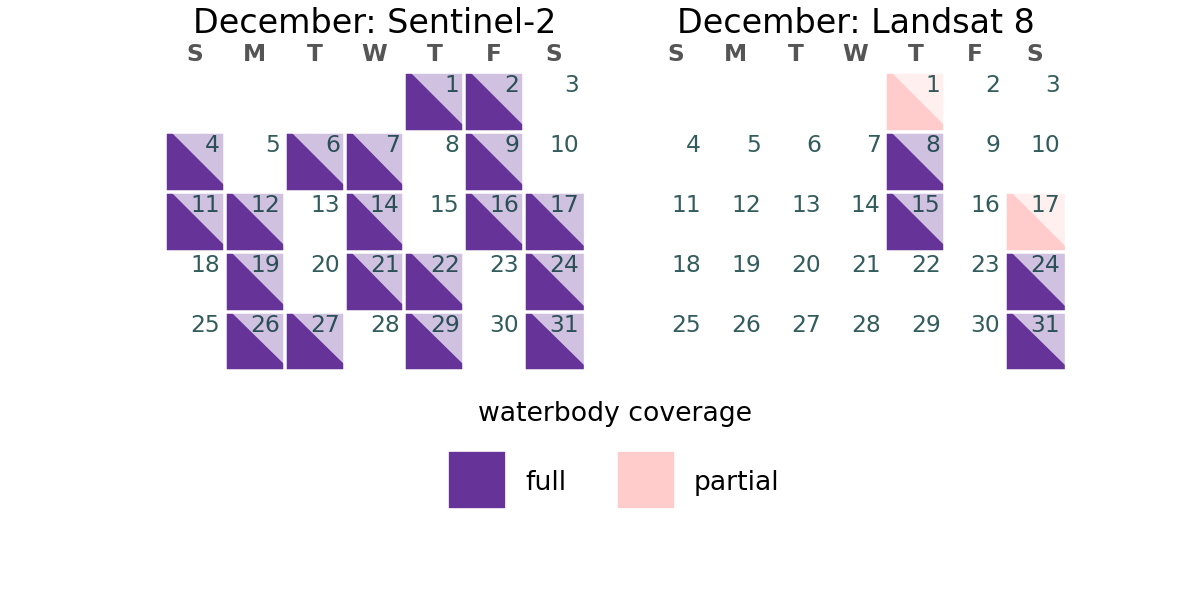 December: Sentinel-2
S M T W T F S
1 2 3
4 5 6 7 8 9 10
11 12 13 14 15 16 17
18 19 20 21 22 23 24
25 26 27 28 29 30 31
December: Landsat 8
S M T W T F S
1 2 3
4 5 6 7 8 9 10
11 12 13 14 15 16 17
18 19 20 21 22 23 24
25 26 27 28 29 30 31
waterbody coverage
full partial